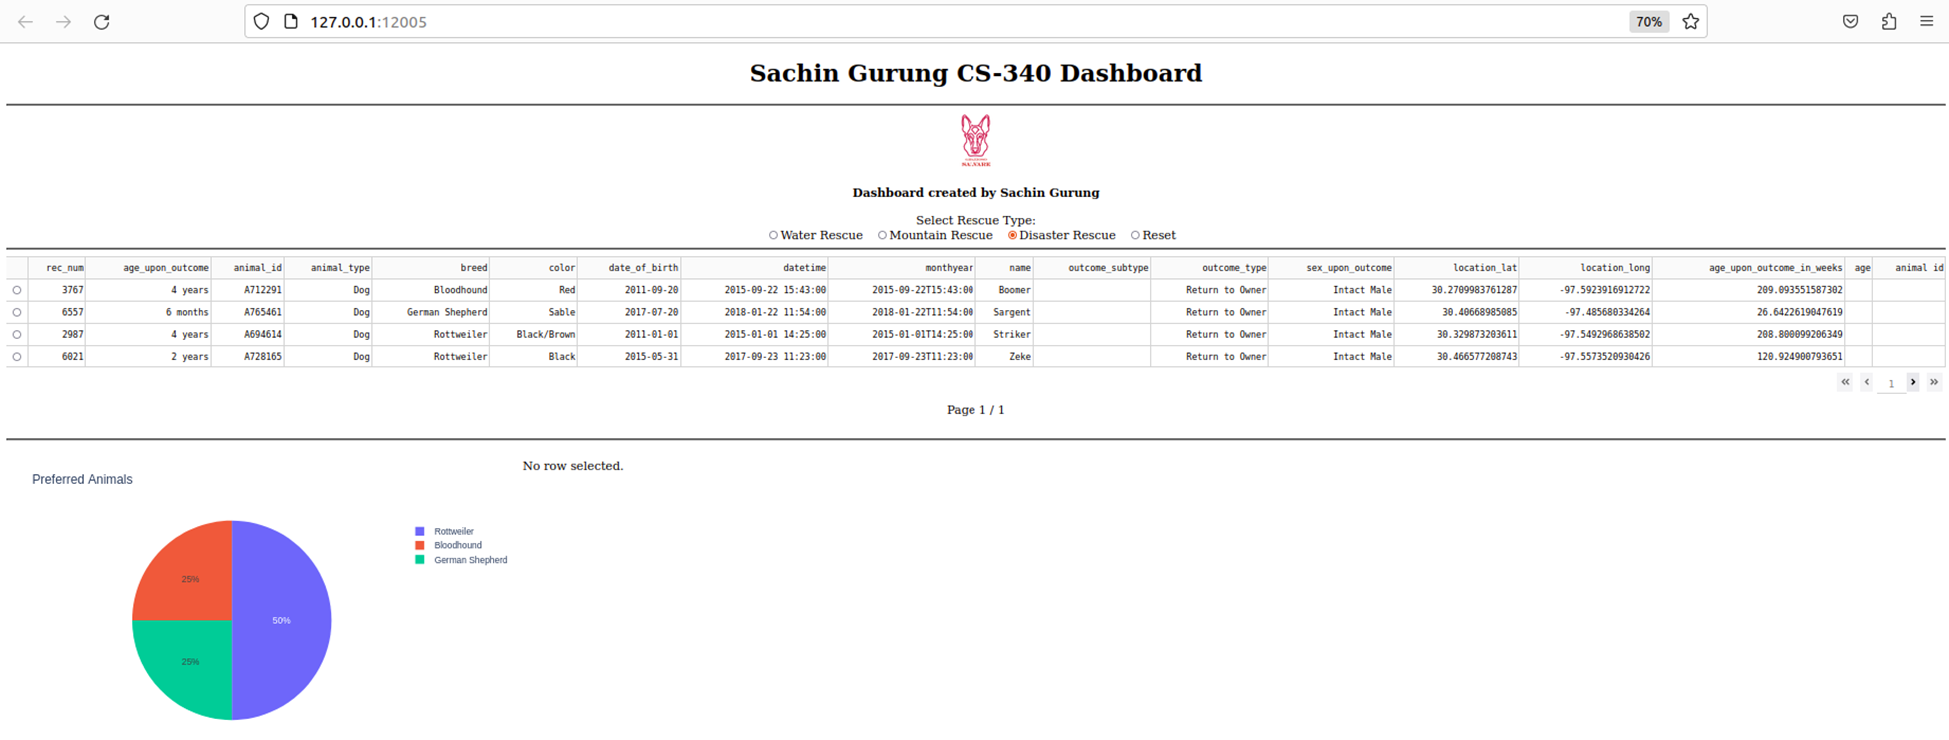 127.0.0.1:12005 70%
Sachin Gurung CS-340 Dashboard
Dashboard created by Sachin Gurung
Select Rescue Type:
Water Rescue Mountain Rescue Disaster Rescue Reset
rec_num age_upon_outcome animal_id animal_type breed color date_of_birth datetime monthyear name outcome_subtype outcome_type sex_upon_outcome location_lat location_long age_upon_outcome_in_weeks age animal id
3767 4 years A712291 Dog Bloodhound Red 2011-09-20 2015-09-22 15:43:00 2015-09-22T15:43:00 Boomer Return to Owner Intact Male 30.2709983761287 -97.5923916912722 209.093551587302
6557 6 months A765461 Dog German Shepherd Sable 2017-07-20 2018-01-22 11:54:00 2018-01-22T11:54:00 Sargent Return to Owner Intact Male 30.40668985085 -97.485680334264 26.6422619047619
2987 4 years A694614 Dog Rottweiler Black/Brown 2011-01-01 2015-01-01 14:25:00 2015-01-01T14:25:00 Striker Return to Owner Intact Male 30.329873203611 -97.5492968638502 208.800099206349
6021 2 years A728165 Dog Rottweiler Black 2015-05-31 2017-09-23 11:23:00 2017-09-23T11:23:00 Zeke Return to Owner Intact Male 30.466577208743 -97.5573520930426 120.924900793651
« ‹ 1 › »
Page 1 / 1
No row selected.
Preferred Animals
Rottweiler
Bloodhound
German Shepherd
25%
50%
25%